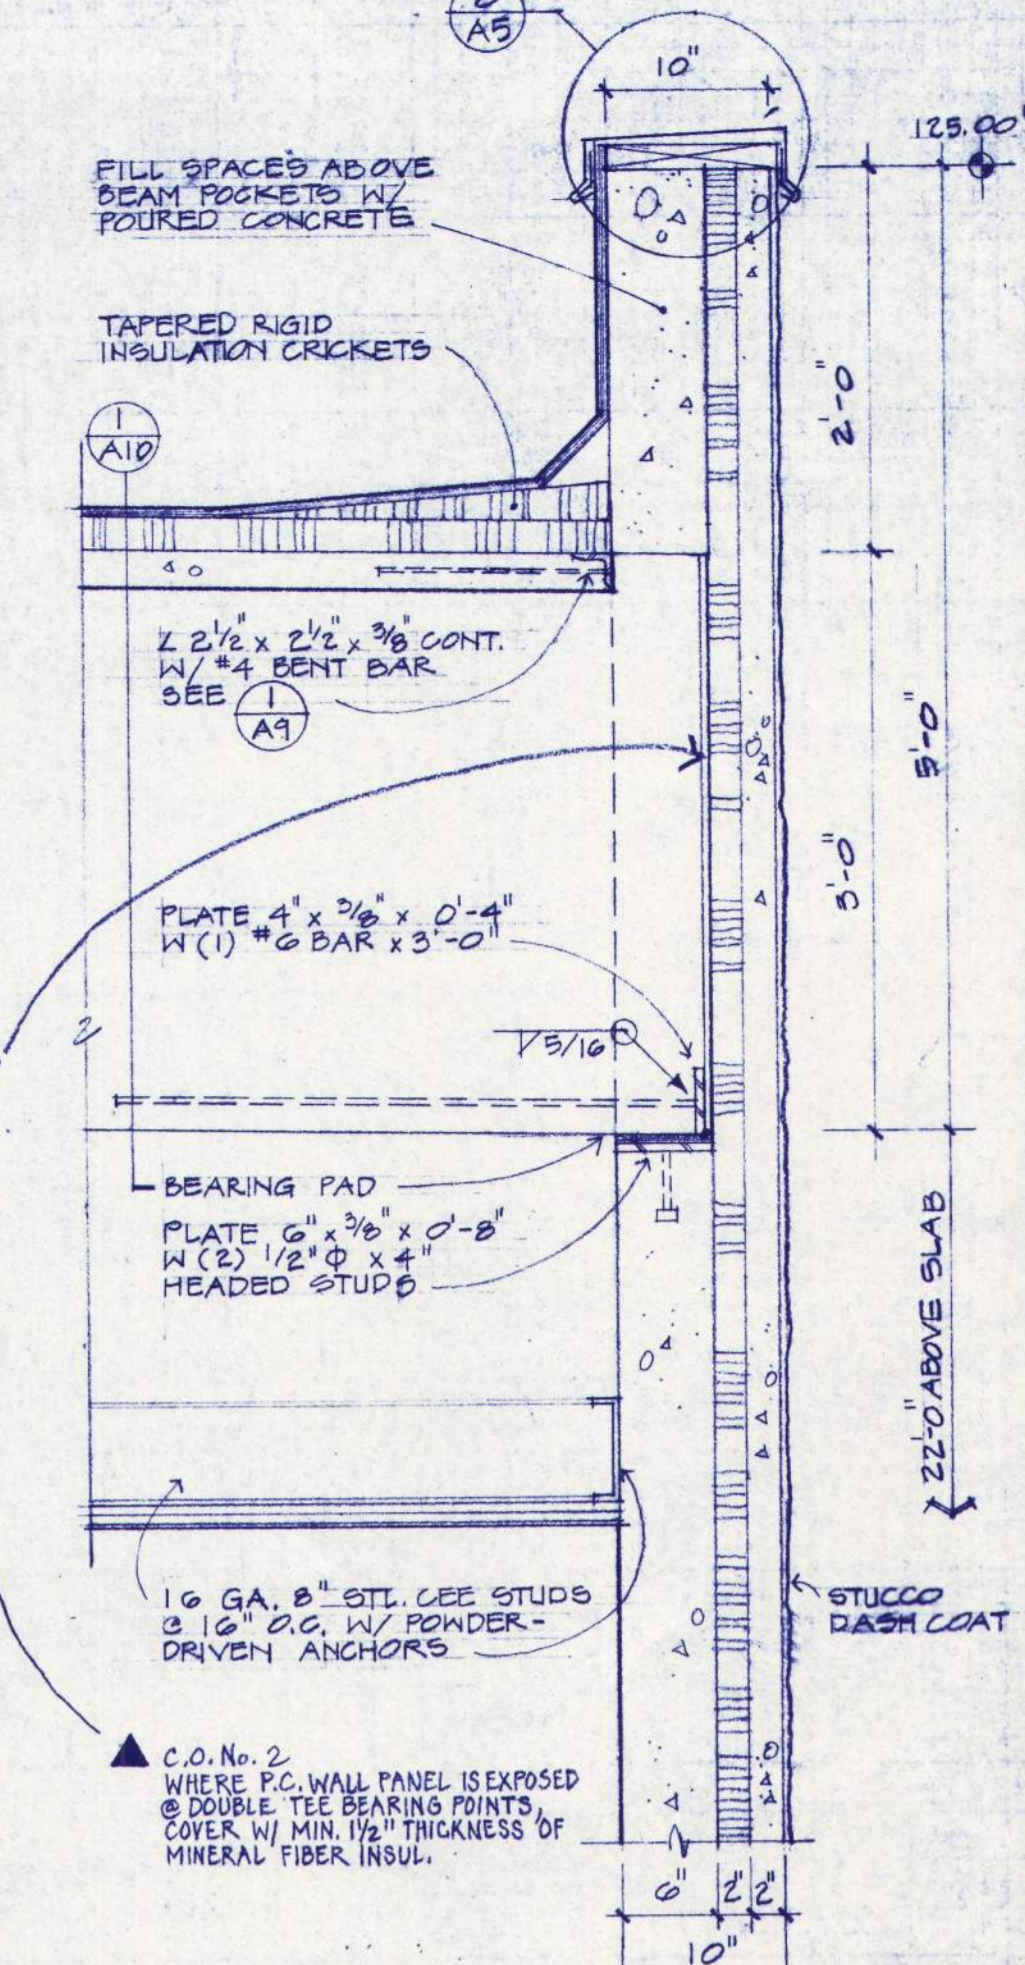 A5
10"
125.00'
FILL SPACES ABOVE
BEAM POCKETS W/
POURED CONCRETE
TAPERED RIGID
INSULATION CRICKETS
1
A10
2'-0"
L 2½" x 2½" x ⅜" CONT.
W/ #4 BENT BAR
SEE 1
A9
5'-0"
3'-0"
PLATE 4" x ⅜" x 0'-4"
W (1) #6 BAR x 3'-0"
5/16
2
BEARING PAD
PLATE 6" x ⅜" x 0'-8"
W (2) ½" Φ x 4"
HEADED STUDS
22'-0" ABOVE SLAB
16 GA. 8" STL. CEE STUDS
@ 16" O.C. W/ POWDER-
DRIVEN ANCHORS
STUCCO
DASH COAT
C.O. No. 2
WHERE P.C. WALL PANEL IS EXPOSED
@ DOUBLE TEE BEARING POINTS,
COVER W/ MIN. 1½" THICKNESS OF
MINERAL FIBER INSUL.
6" 2" 2"
10"